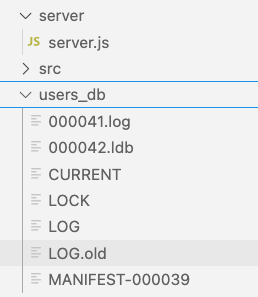 server
JS server.js
src
users_db
000041.log
000042.ldb
CURRENT
LOCK
LOG
LOG.old
MANIFEST-000039